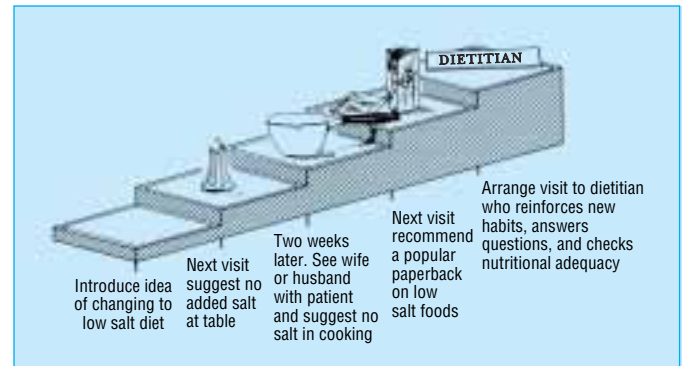 DIETITIAN
Introduce idea
of changing to
low salt diet
Next visit
suggest no
added salt
at table
Two weeks
later. See wife
or husband
with patient
and suggest no
salt in cooking
Next visit
recommend
a popular
paperback
on low
salt foods
Arrange visit to dietitian
who reinforces new
habits, answers
questions, and checks
nutritional adequacy